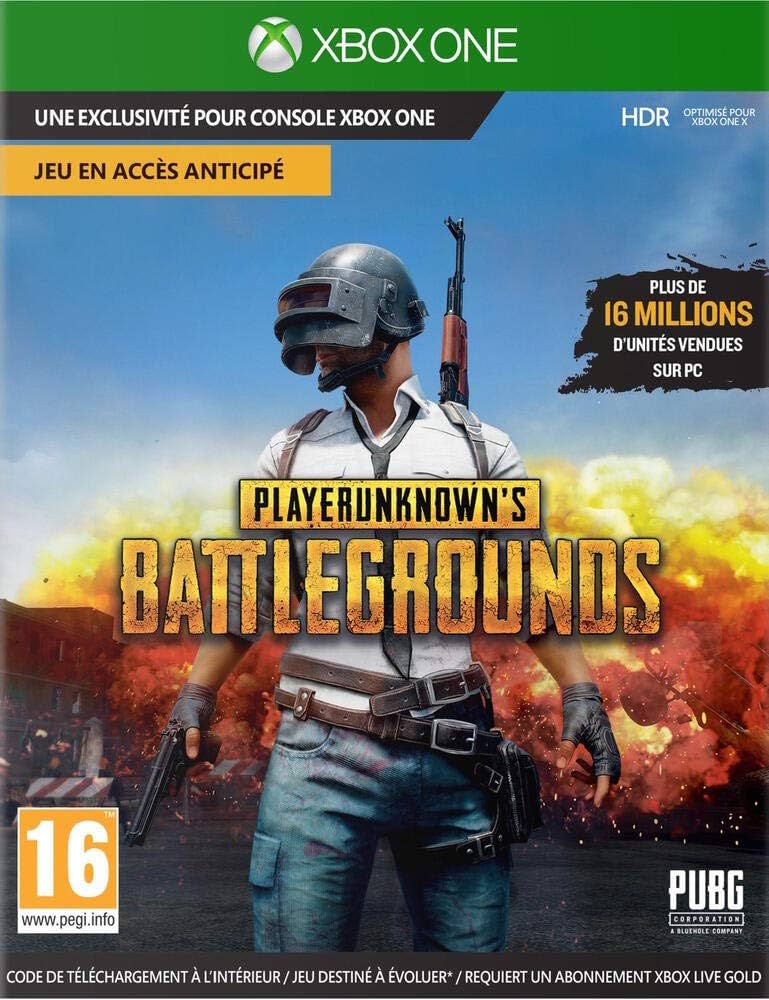 XBOX ONE
UNE EXCLUSIVITÉ POUR CONSOLE XBOX ONE
HDR
OPTIMISÉ POUR
XBOX ONE X
JEU EN ACCÈS ANTICIPÉ
PLUS DE
16 MILLIONS
D'UNITÉS VENDUES
SUR PC
PLAYERUNKNOWN'S
BATTLEGROUNDS
16
TM
www.pegi.info
PUBG
CORPORATION
A BLUEHOLE COMPANY
CODE DE TÉLÉCHARGEMENT À L'INTÉRIEUR / JEU DESTINÉ À ÉVOLUER* / REQUIERT UN ABONNEMENT XBOX LIVE GOLD